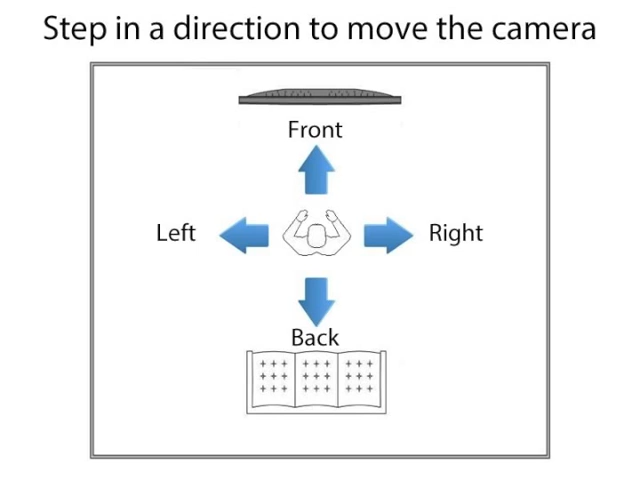 Step in a direction to move the camera
Front
Left
Right
Back